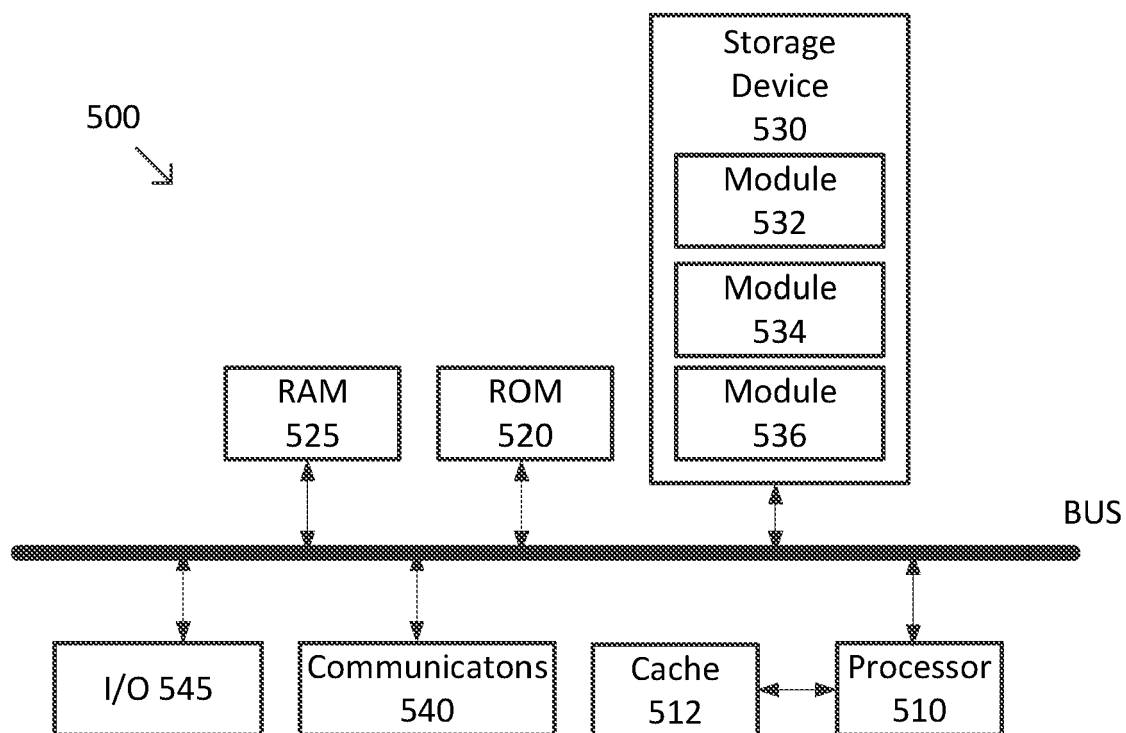 500
Storage
Device
530
Module
532
Module
534
Module
536
RAM
525
ROM
520
BUS
I/O 545
Communicatons
540
Cache
512
Processor
510